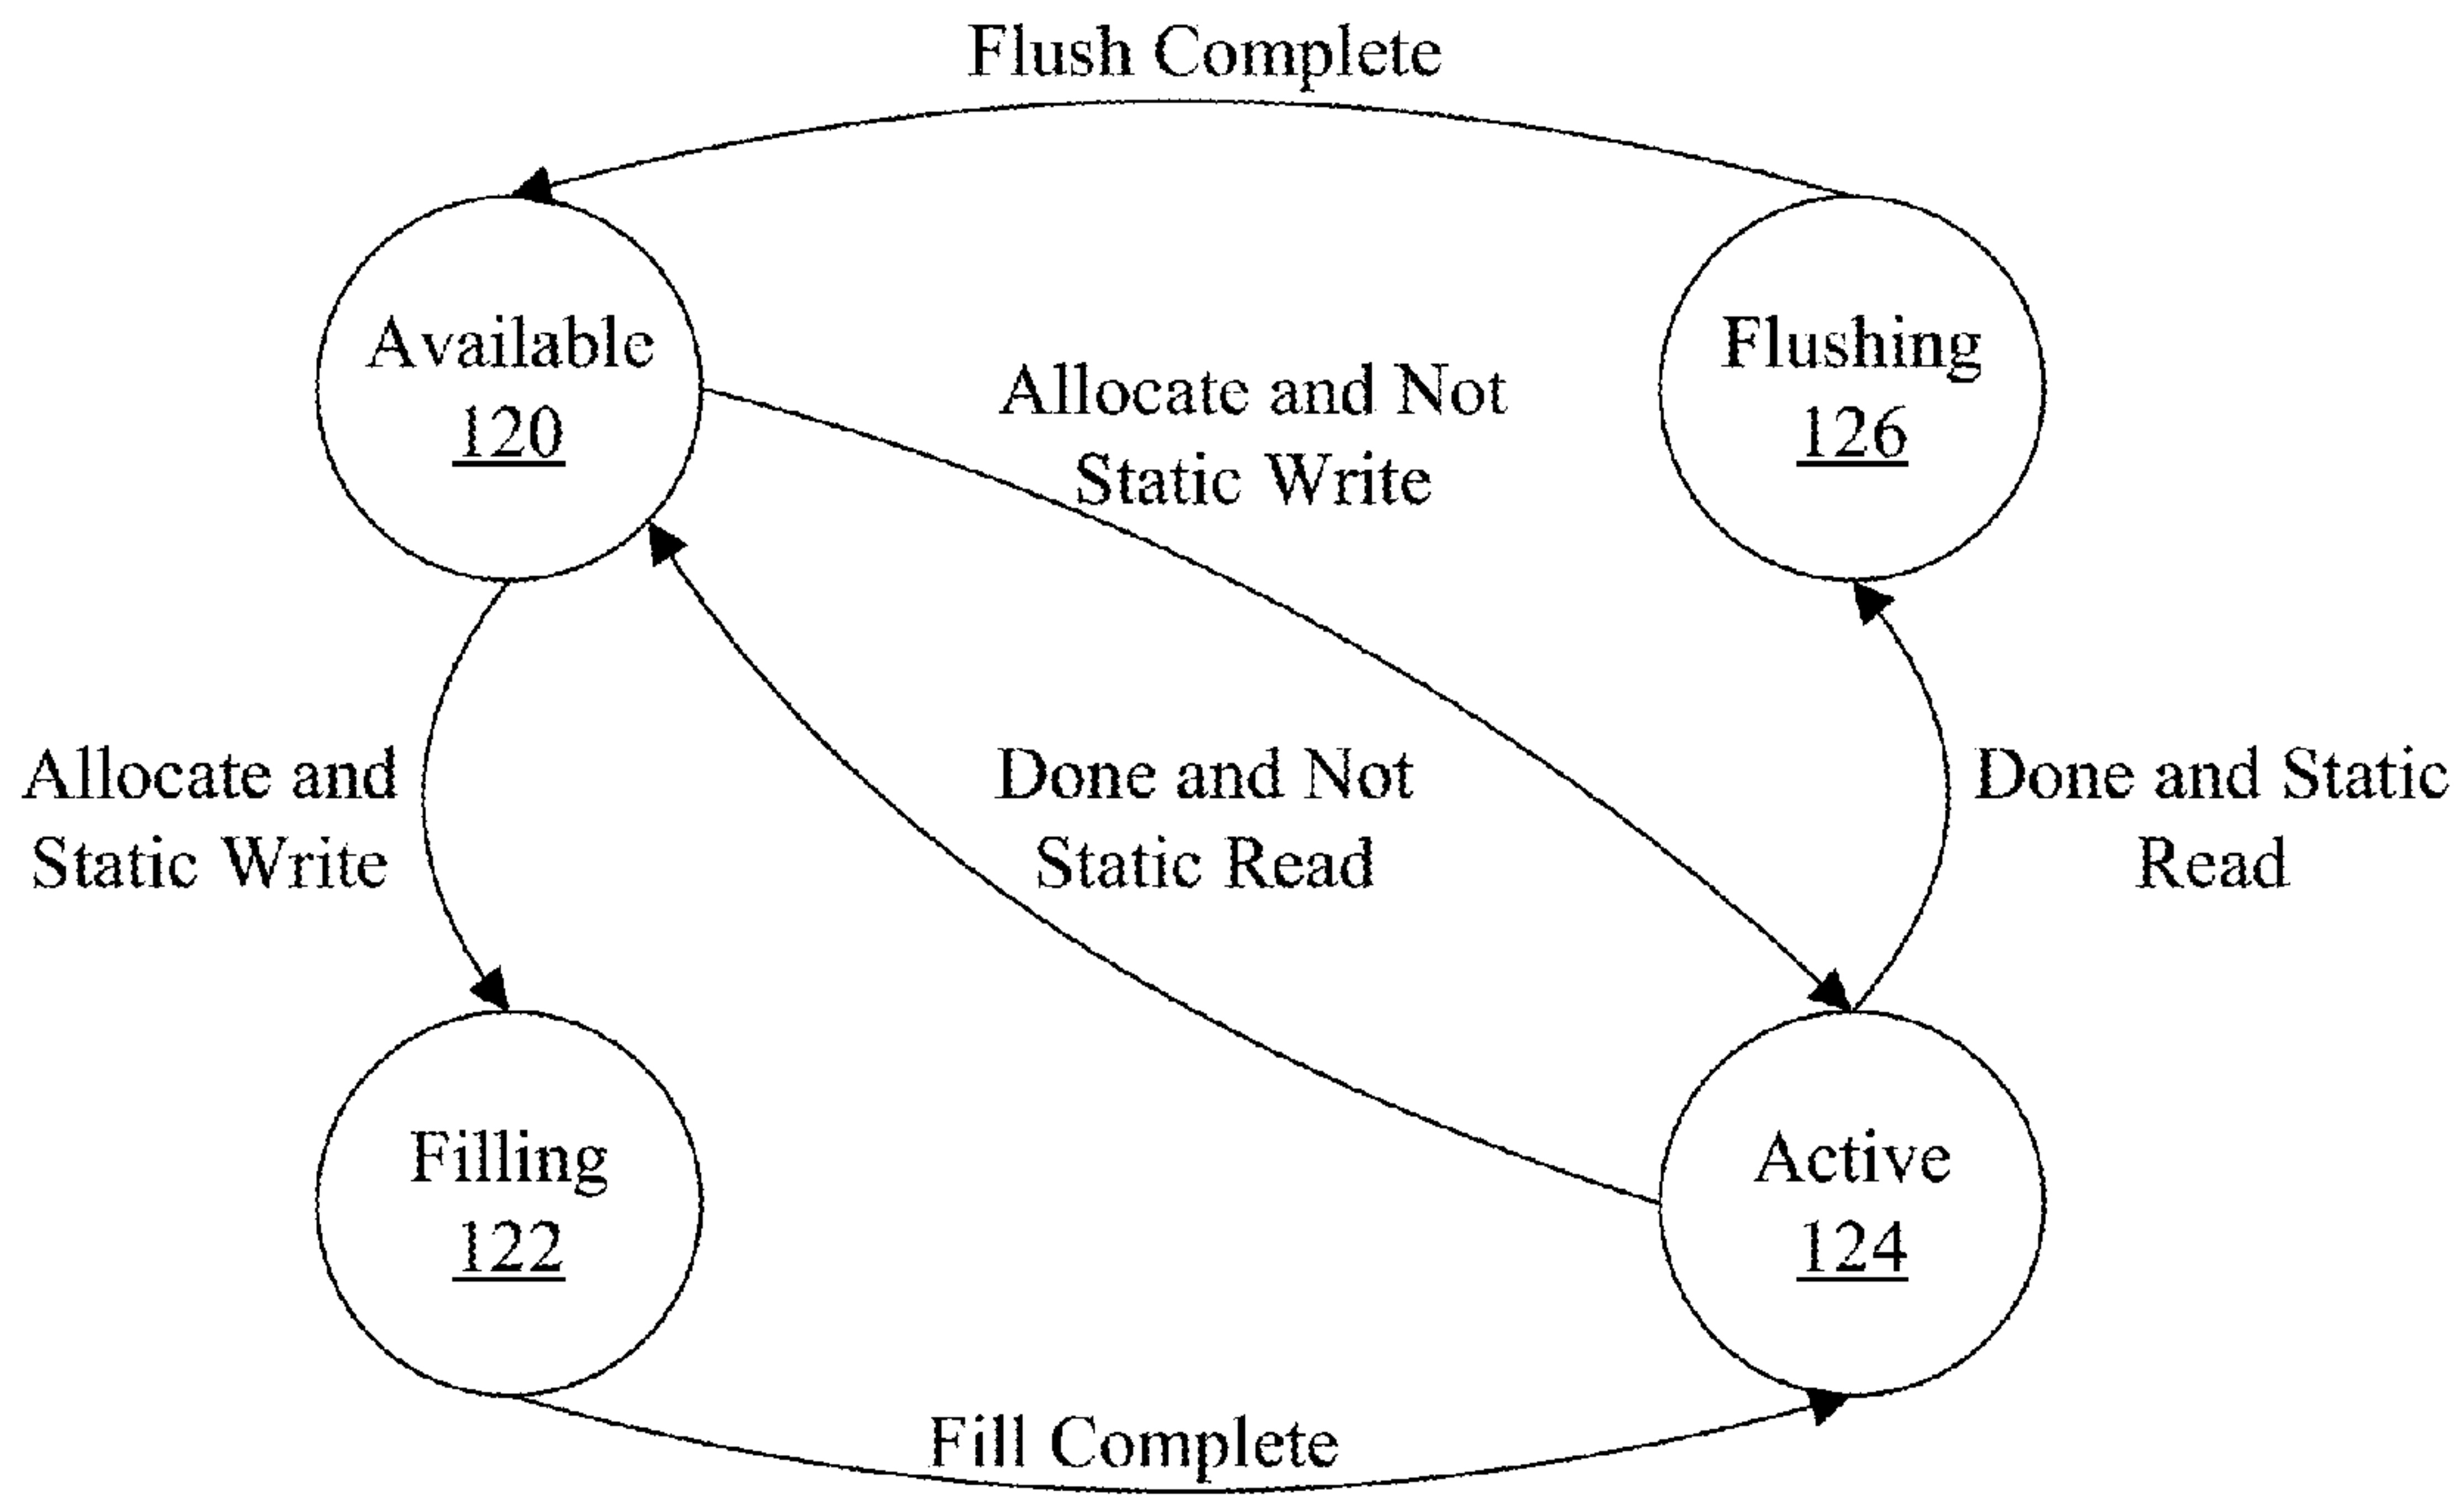 Flush Complete
Available
120
Allocate and Not
Static Write
Flushing
126
Allocate and
Static Write
Done and Not
Static Read
Done and Static
Read
Filling
122
Active
124
Fill Complete